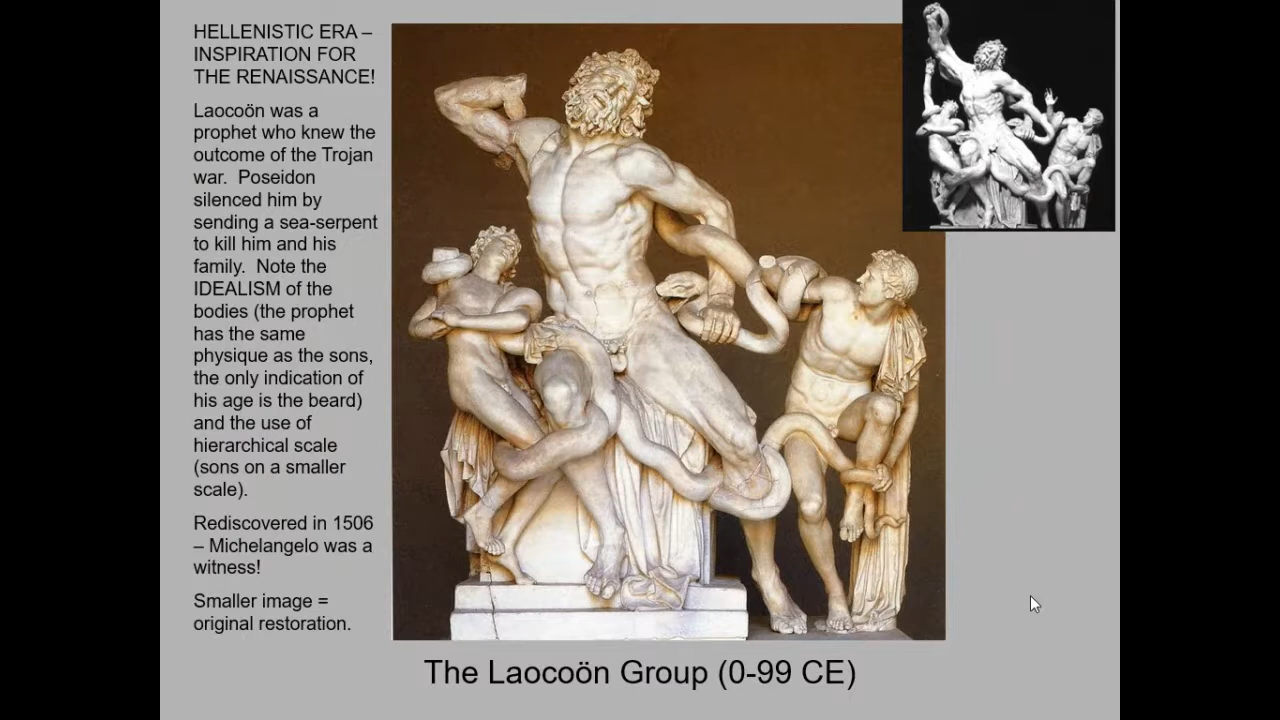 HELLENISTIC ERA –
INSPIRATION FOR
THE RENAISSANCE!
Laocoön was a
prophet who knew the
outcome of the Trojan
war.  Poseidon
silenced him by
sending a sea-serpent
to kill him and his
family.  Note the
IDEALISM of the
bodies (the prophet
has the same
physique as the sons,
the only indication of
his age is the beard)
and the use of
hierarchical scale
(sons on a smaller
scale).
Rediscovered in 1506
– Michelangelo was a
witness!
Smaller image =
original restoration.
The Laocoön Group (0-99 CE)